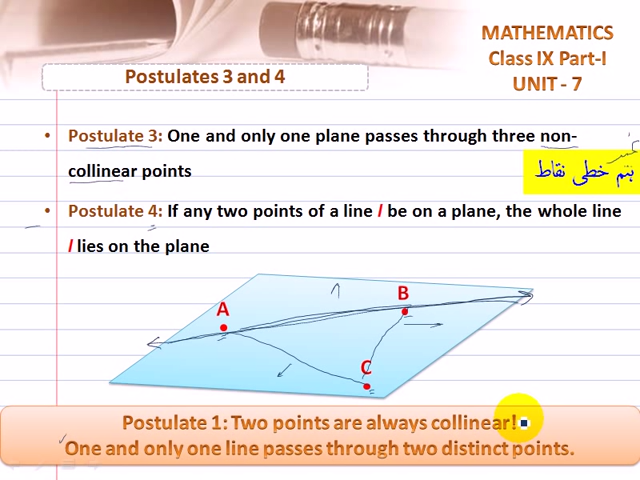 MATHEMATICS
Class IX Part-I
UNIT - 7
Postulates 3 and 4
• Postulate 3: One and only one plane passes through three non-
collinear points
ہتم خطی نقاط
• Postulate 4: If any two points of a line l be on a plane, the whole line
l lies on the plane
A
B
C
Postulate 1: Two points are always collinear!
One and only one line passes through two distinct points.